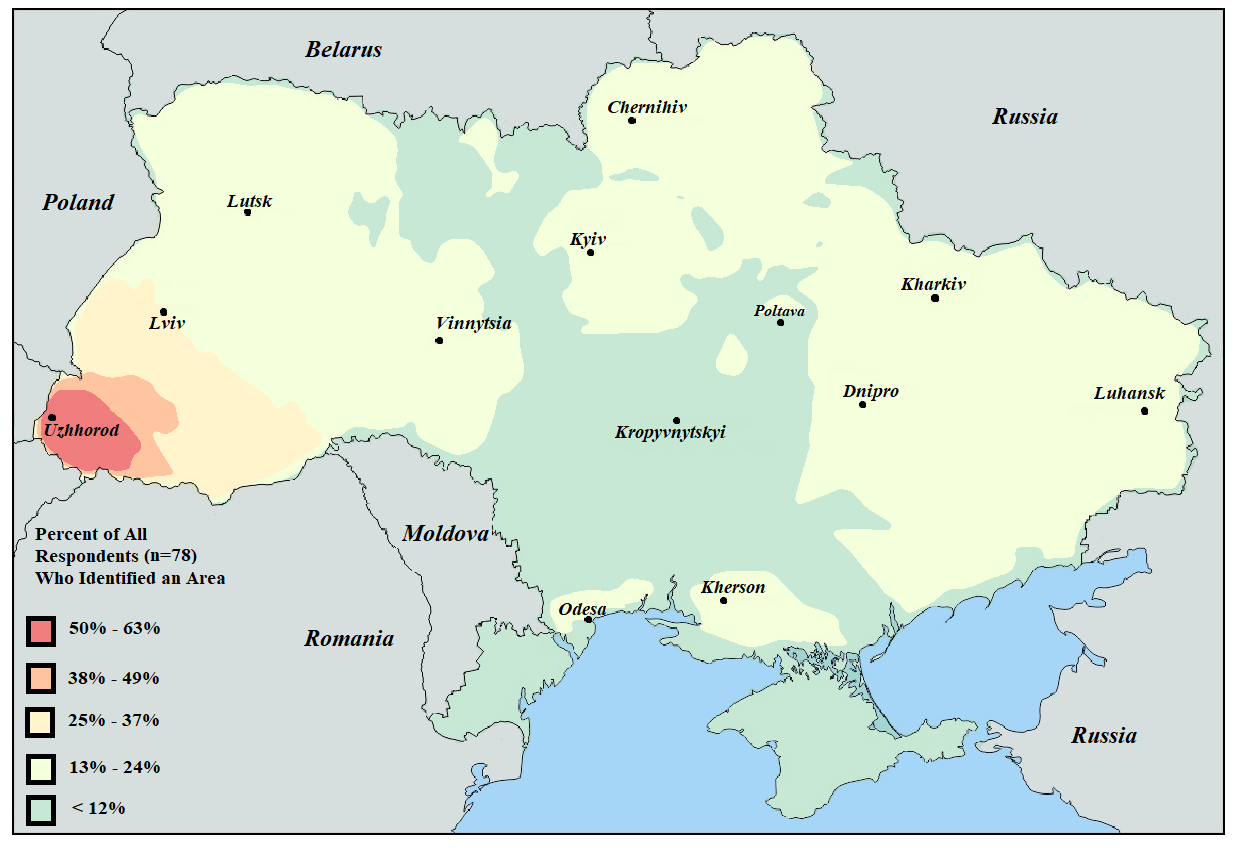 Belarus
Russia
Chernihiv
Poland
Lutsk
Kyiv
Kharkiv
Poltava
Lviv
Vinnytsia
Dnipro
Luhansk
Uzhhorod
Kropyvnytskyi
Moldova
Percent of All
Respondents (n=78)
Who Identified an Area
Kherson
Odesa
50% - 63%
Romania
38% - 49%
25% - 37%
Russia
13% - 24%
< 12%